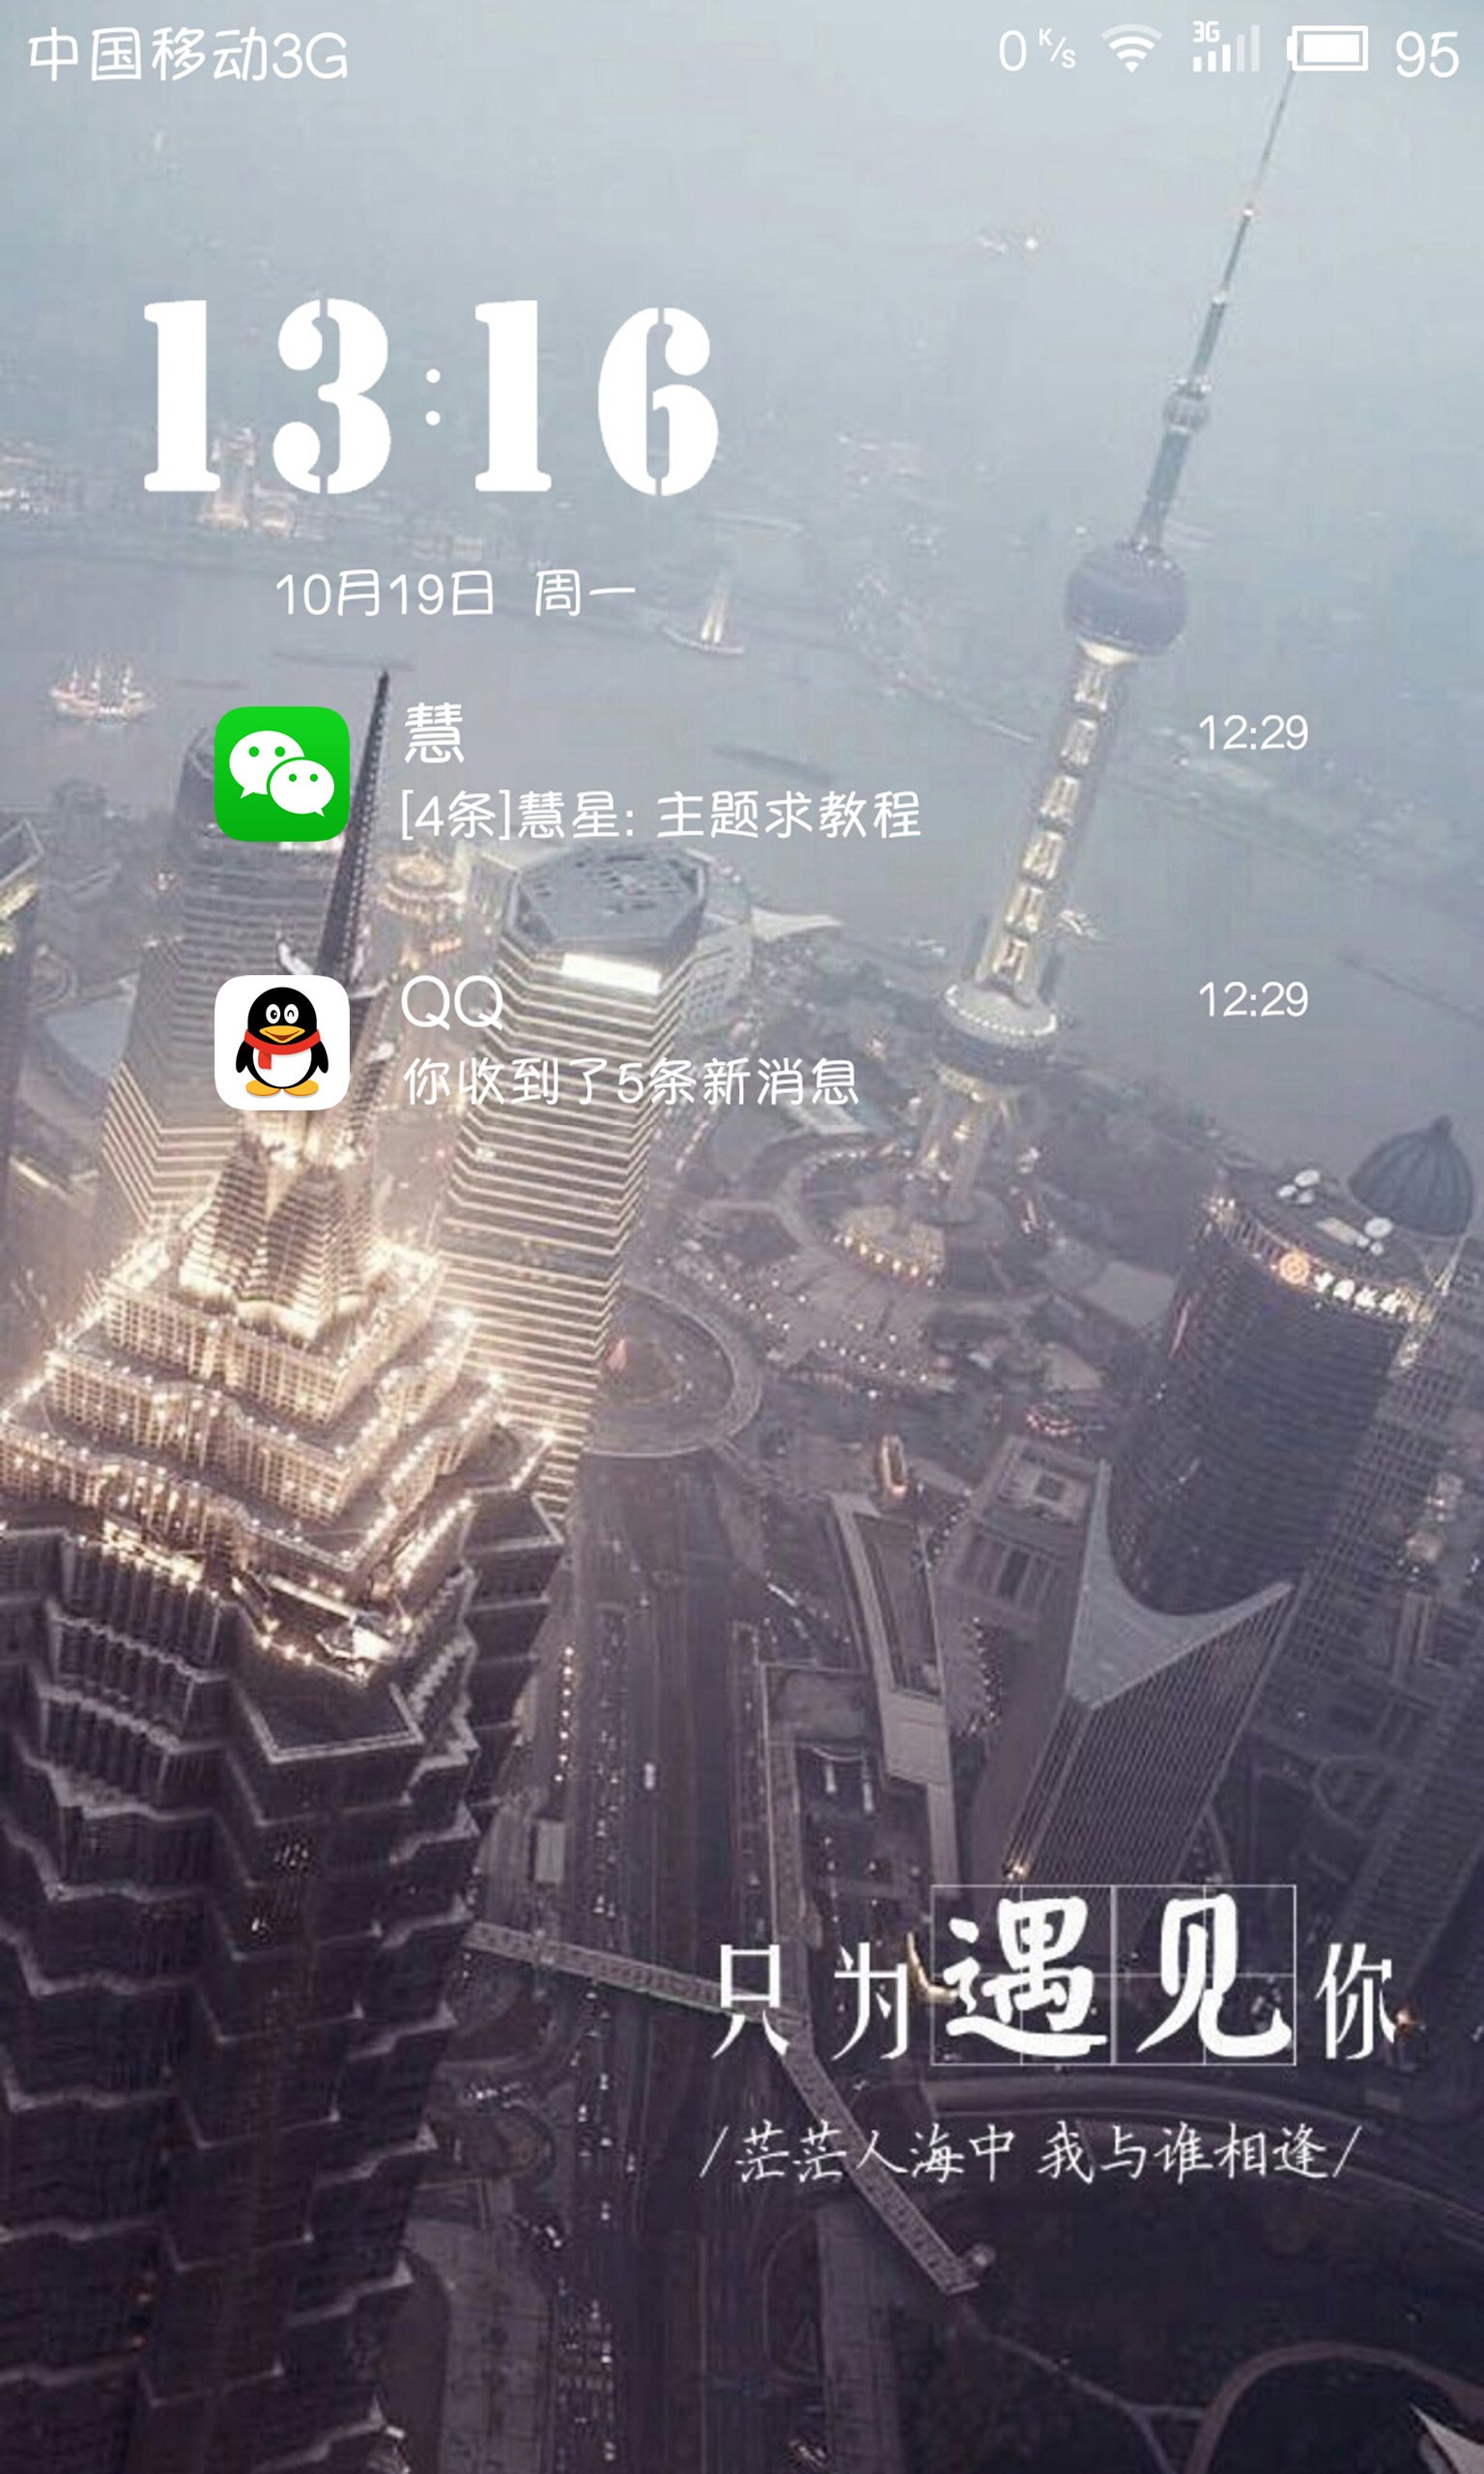 中国移动3G 0 K/s 3G 95
13:16
10月19日 周一
慧 12:29
[4条]慧星: 主题求教程
QQ 12:29
你收到了5条新消息
只为遇见你
/茫茫人海中 我与谁相逢/